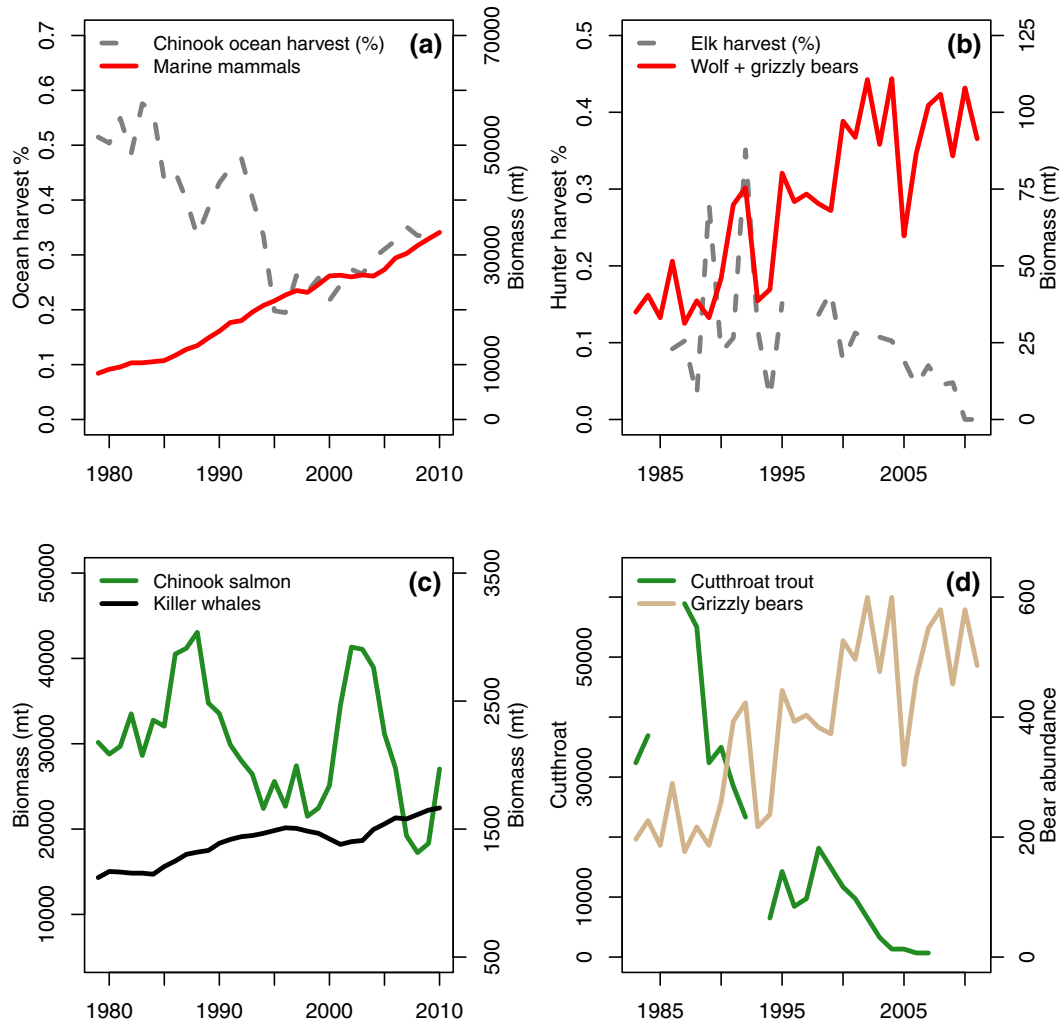 Chinook ocean harvest (%)
Marine mammals
(a)
Ocean harvest %
0.0 0.1 0.2 0.3 0.4 0.5 0.6 0.7
Biomass (mt)
0 10000 30000 50000 70000
1980 1990 2000 2010
Elk harvest (%)
Wolf + grizzly bears
(b)
Hunter harvest %
0.0 0.1 0.2 0.3 0.4 0.5
Biomass (mt)
0 25 50 75 100 125
1985 1995 2005
Chinook salmon
Killer whales
(c)
Biomass (mt)
10000 20000 30000 40000 50000
Biomass (mt)
500 1500 2500 3500
1980 1990 2000 2010
Cutthroat trout
Grizzly bears
(d)
Cutthroat
0 10000 30000 50000
Bear abundance
0 200 400 600
1985 1995 2005